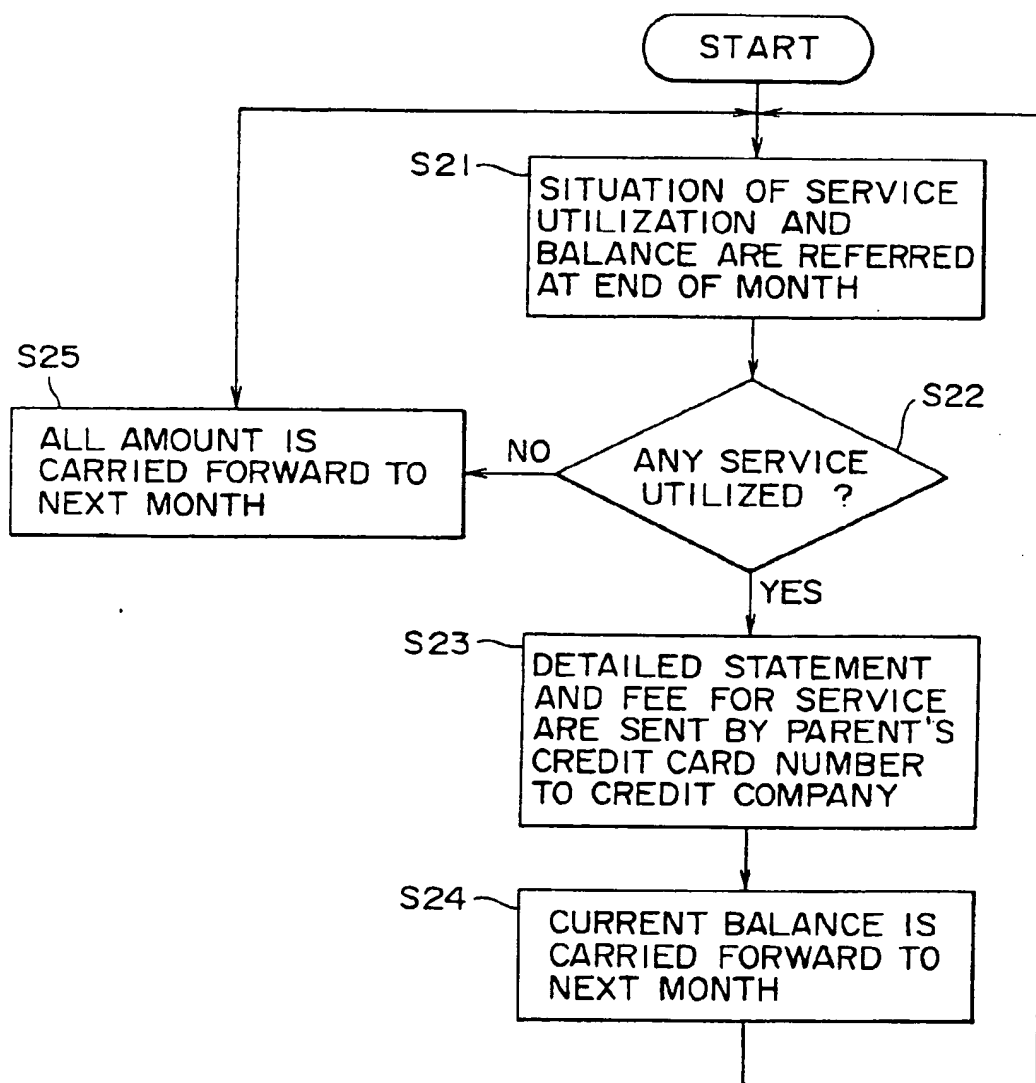 START
S21
SITUATION OF SERVICE
UTILIZATION AND
BALANCE ARE REFERRED
AT END OF MONTH
S25
ALL AMOUNT IS
CARRIED FORWARD TO
NEXT MONTH
NO
S22
ANY SERVICE
UTILIZED ?
YES
S23
DETAILED STATEMENT
AND FEE FOR SERVICE
ARE SENT BY PARENT'S
CREDIT CARD NUMBER
TO CREDIT COMPANY
S24
CURRENT BALANCE IS
CARRIED FORWARD TO
NEXT MONTH